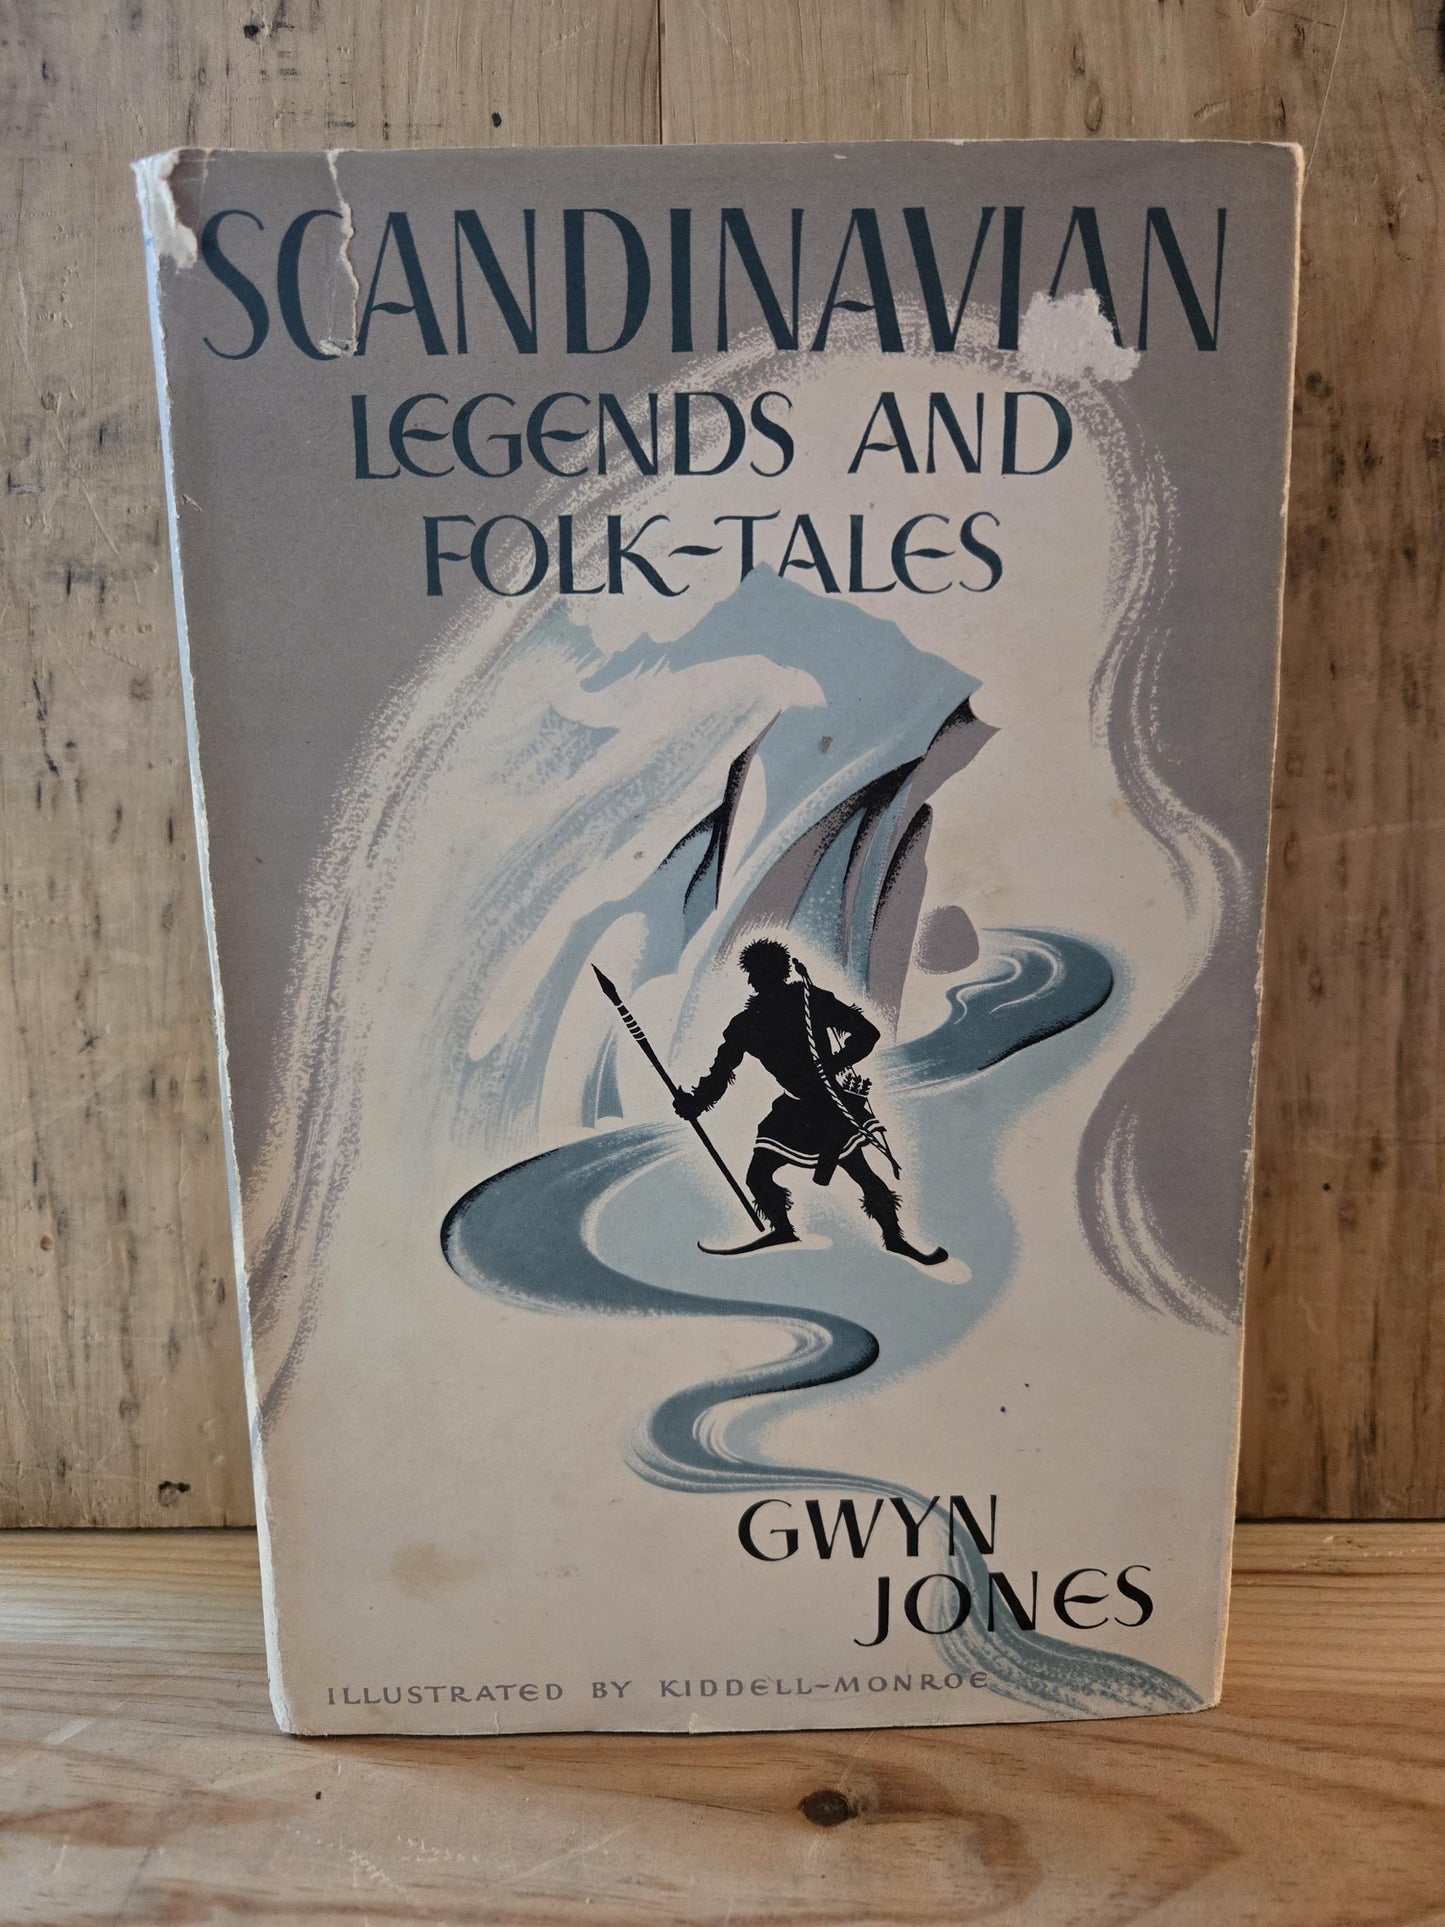 SCANDINAVIAN
LEGENDS AND
FOLK-TALES
GWYN
JONES
ILLUSTRATED BY KIDDELL-MONROE